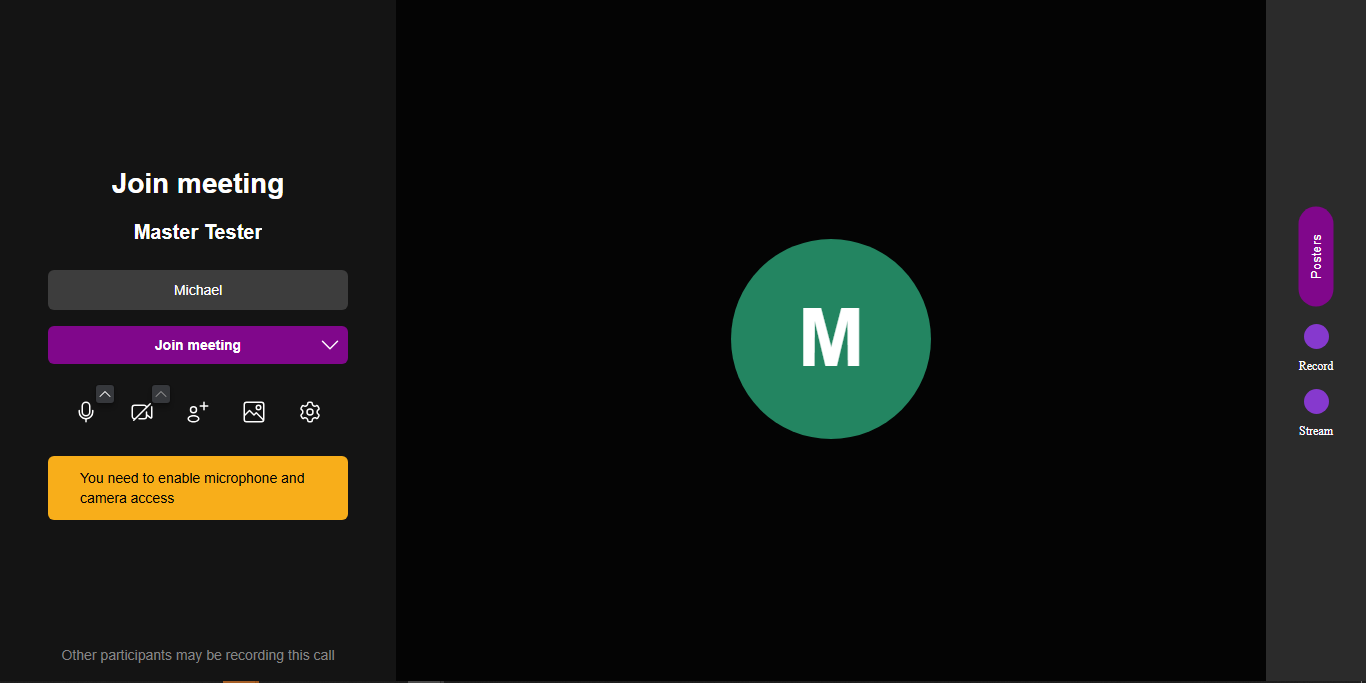 Join meeting
Master Tester
Michael
Join meeting
You need to enable microphone and
camera access
Other participants may be recording this call
M
Posters
Record
Stream